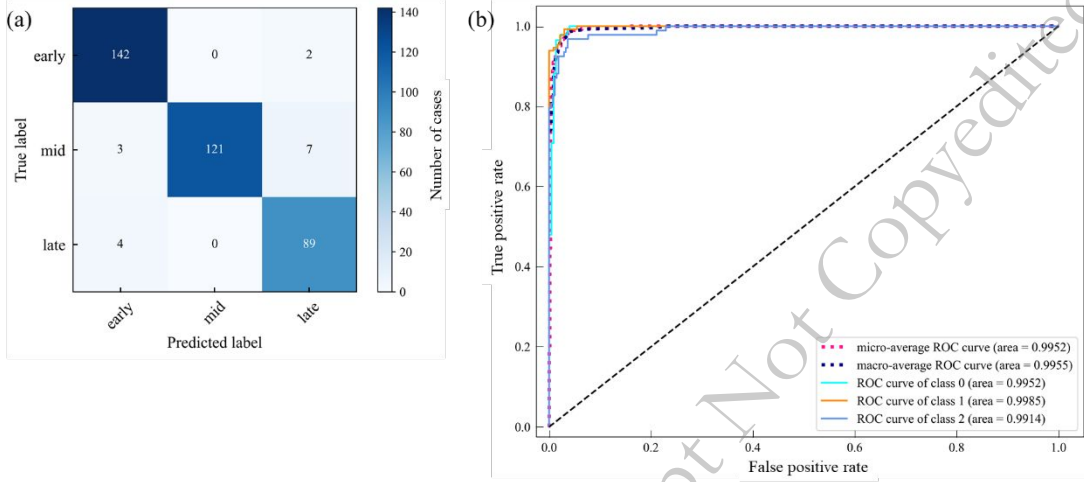 (a)
early
mid
late
True label
142
0
2
3
121
7
4
0
89
early
mid
late
Predicted label
140
120
100
80
60
40
20
0
Number of cases
(b)
1.0
0.8
0.6
0.4
0.2
0.0
True positive rate
0.0
0.2
0.4
0.6
0.8
1.0
False positive rate
micro-average ROC curve (area = 0.9952)
macro-average ROC curve (area = 0.9955)
ROC curve of class 0 (area = 0.9952)
ROC curve of class 1 (area = 0.9985)
ROC curve of class 2 (area = 0.9914)
Not Copyedited